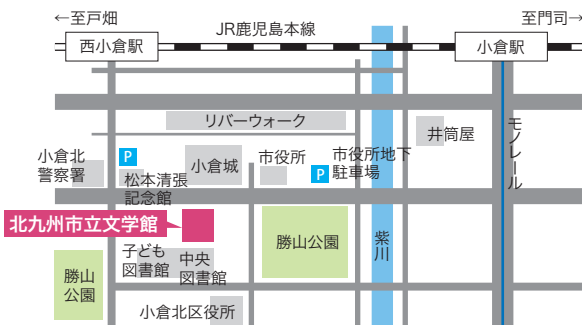 ←至戸畑
至門司→
JR鹿児島本線
西小倉駅
小倉駅
リバーウォーク
井筒屋
モノレール
小倉北
警察署
P
松本清張
記念館
小倉城
市役所
P
市役所地下
駐車場
北九州市立文学館
子ども
図書館
中央
図書館
勝山公園
紫川
勝山
公園
小倉北区役所